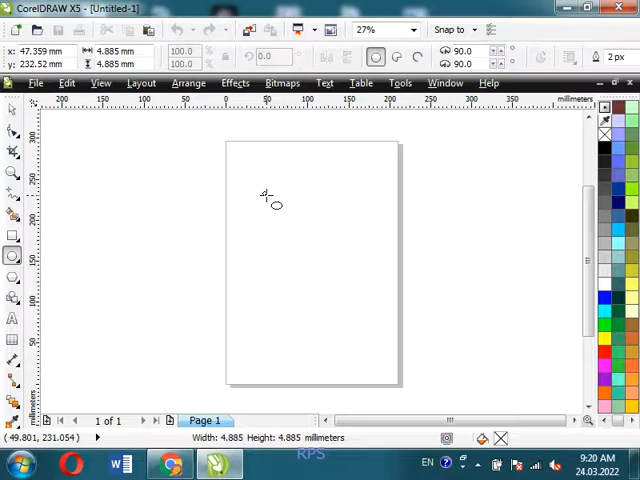 CorelDRAW X5 - [Untitled-1]
27% Snap to
x: 47.359 mm 4.885 mm 100.0 %
y: 232.52 mm 4.885 mm 100.0 %
0.0 ° 90.0 ° 90.0 ° 2 px
File Edit View Layout Arrange Effects Bitmaps Text Table Tools Window Help
200 150 100 50 0 50 100 150 200 250 300 350 millimeters
300
250
200
150
100
50
0
1 of 1 Page 1
(49.801, 231.054) Width: 4.885 Height: 4.885 millimeters
RPS
EN 9:20 AM
24.03.2022